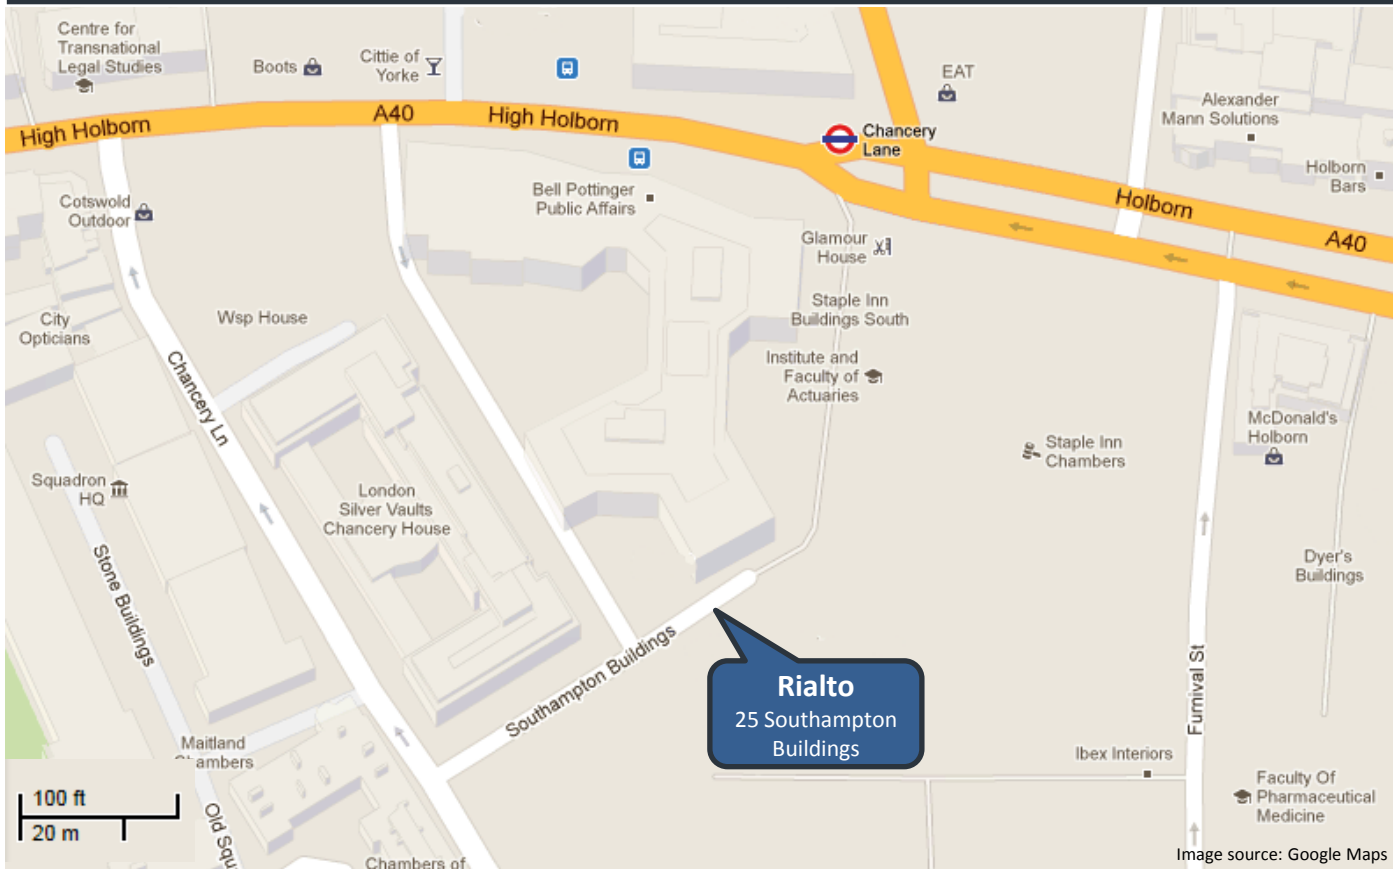 Centre for
Transnational
Legal Studies
Boots
Cittie of
Yorke
EAT
Alexander
Mann Solutions
Holborn
Bars
High Holborn
A40
High Holborn
Chancery
Lane
Holborn
A40
Cotswold
Outdoor
Bell Pottinger
Public Affairs
Glamour
House
City
Opticians
Wsp House
Staple Inn
Buildings South
Chancery Ln
Institute and
Faculty of
Actuaries
McDonald's
Holborn
Staple Inn
Chambers
Squadron
HQ
London
Silver Vaults
Chancery House
Stone Buildings
Dyer's
Buildings
Southampton Buildings
Rialto
25 Southampton
Buildings
Furnival St
Maitland
Chambers
Ibex Interiors
Faculty Of
Pharmaceutical
Medicine
100 ft
20 m
Old Squ
Chambers of
Image source: Google Maps